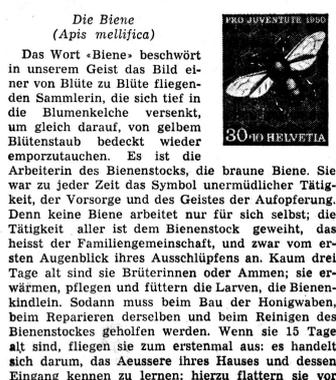 Die Biene
(Apis mellifica)
PRO JUVENTUTE 1950
30+10 HELVETIA
Das Wort «Biene» beschwört
in unserem Geist das Bild ei-
ner von Blüte zu Blüte fliegen-
den Sammlerin, die sich tief in
die Blumenkelche versenkt,
um gleich darauf, von gelbem
Blütenstaub bedeckt wieder
emporzutauchen. Es ist die
Arbeiterin des Bienenstocks, die braune Biene. Sie
war zu jeder Zeit das Symbol unermüdlicher Tätig-
keit, der Vorsorge und des Geistes der Aufopferung.
Denn keine Biene arbeitet nur für sich selbst; die
Tätigkeit aller ist dem Bienenstock geweiht, das
heisst der Familiengemeinschaft, und zwar vom er-
sten Augenblick ihres Ausschlüpfens an. Kaum drei
Tage alt sind sie Brüterinnen oder Ammen; sie er-
wärmen, pflegen und füttern die Larven, die Bienen-
kindlein. Sodann muss beim Bau der Honigwaben,
beim Reparieren derselben und beim Reinigen des
Bienenstockes geholfen werden. Wenn sie 15 Tage
alt sind, fliegen sie zum erstenmal aus: es handelt
sich darum, das Aeussere ihres Hauses und dessen
Eingang kennen zu lernen; hierzu flattern sie vor